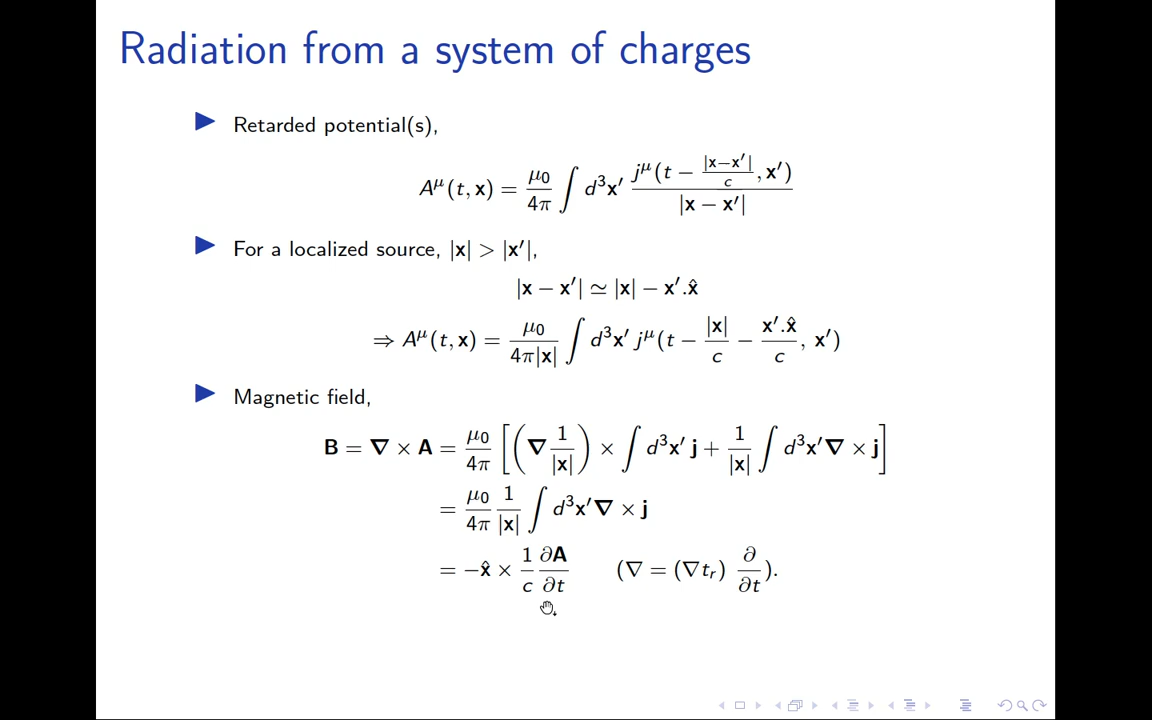 Radiation from a system of charges
▶ Retarded potential(s),
A^μ(t, x) = μ₀/4π ∫ d³x′ j^μ(t − |x−x′|/c , x′) / |x − x′|
▶ For a localized source, |x| > |x′|,
|x − x′| ≃ |x| − x′.x̂
⇒ A^μ(t, x) = μ₀/4π|x| ∫ d³x′ j^μ(t − |x|/c − x′.x̂/c , x′)
▶ Magnetic field,
B = ∇ × A = μ₀/4π [(∇ 1/|x|) × ∫ d³x′ j + 1/|x| ∫ d³x′∇ × j]
= μ₀/4π 1/|x| ∫ d³x′∇ × j
= −x̂ × 1/c ∂A/∂t (∇ = (∇t_r) ∂/∂t).